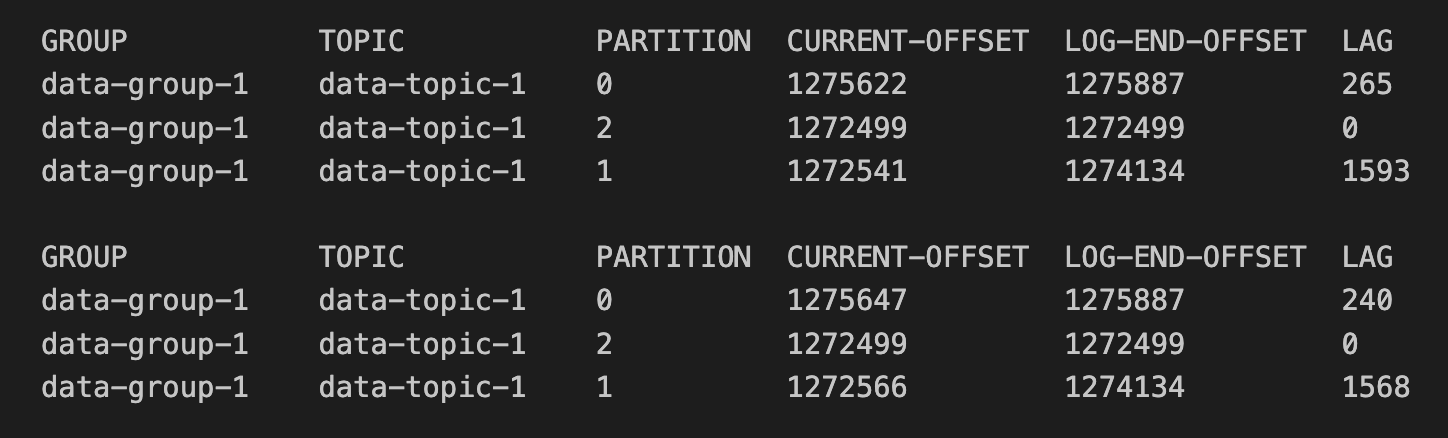 GROUP TOPIC PARTITION CURRENT-OFFSET LOG-END-OFFSET LAG
data-group-1 data-topic-1 0 1275622 1275887 265
data-group-1 data-topic-1 2 1272499 1272499 0
data-group-1 data-topic-1 1 1272541 1274134 1593
GROUP TOPIC PARTITION CURRENT-OFFSET LOG-END-OFFSET LAG
data-group-1 data-topic-1 0 1275647 1275887 240
data-group-1 data-topic-1 2 1272499 1272499 0
data-group-1 data-topic-1 1 1272566 1274134 1568